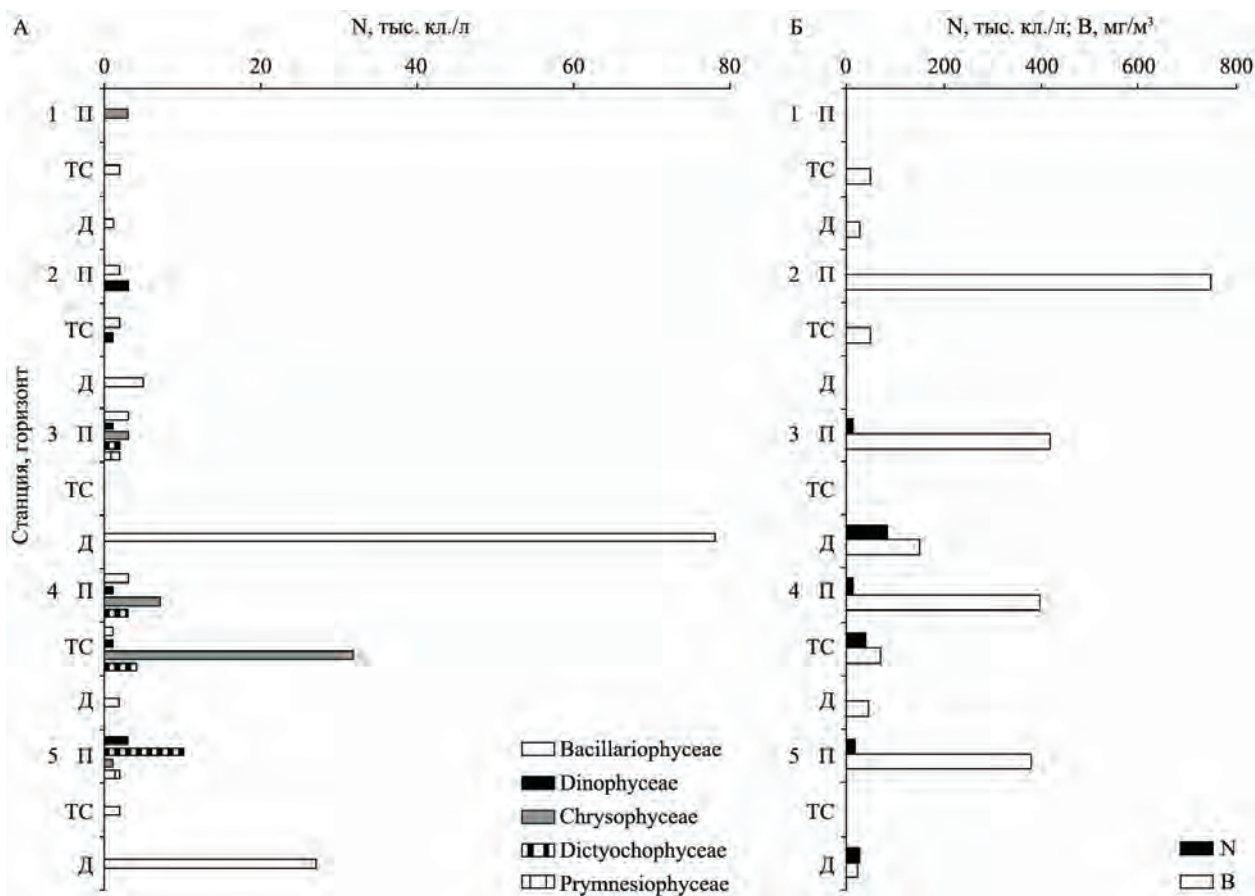 А
N, тыс. кл./л
0 20 40 60 80
Станция, горизонт
1 П
ТС
Д
2 П
ТС
Д
3 П
ТС
Д
4 П
ТС
Д
5 П
ТС
Д
Bacillariophyceae
Dinophyceae
Chrysophyceae
Dictyochophyceae
Prymnesiophyceae
Б
N, тыс. кл./л; B, мг/м³
0 200 400 600 800
1 П
ТС
Д
2 П
ТС
Д
3 П
ТС
Д
4 П
ТС
Д
5 П
ТС
Д
N
B